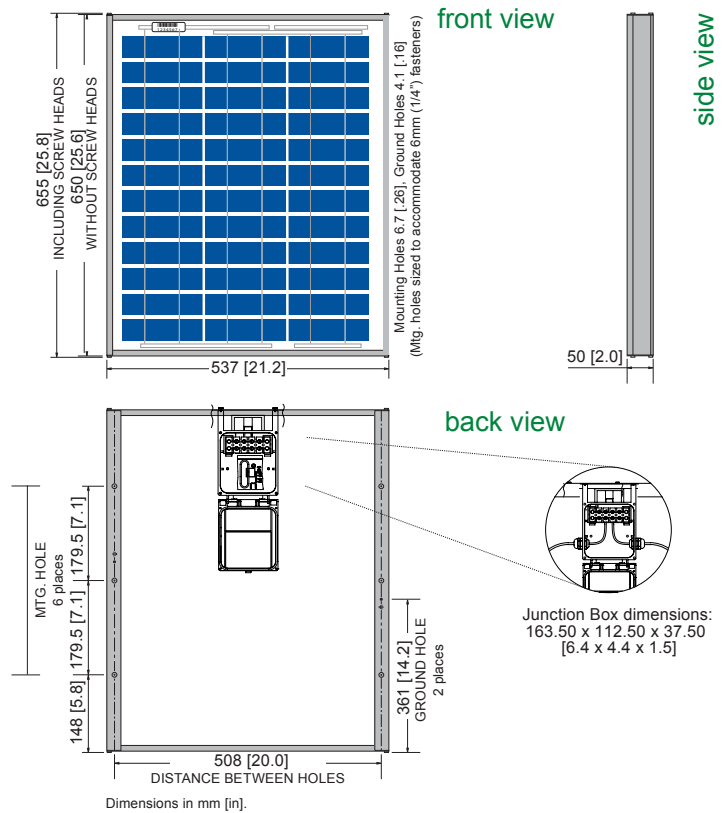 front view
side view
1234567
655 [25.8]
INCLUDING SCREW HEADS
650 [25.6]
WITHOUT SCREW HEADS
Mounting Holes 6.7 [.26], Ground Holes 4.1 [.16]
(Mtg. holes sized to accommodate 6mm (1/4") fasteners)
537 [21.2]
50 [2.0]
back view
MTG. HOLE
6 places
179.5 [7.1]
179.5 [7.1]
148 [5.8]
361 [14.2]
GROUND HOLE
2 places
508 [20.0]
DISTANCE BETWEEN HOLES
Junction Box dimensions:
163.50 x 112.50 x 37.50
[6.4 x 4.4 x 1.5]
Dimensions in mm [in].